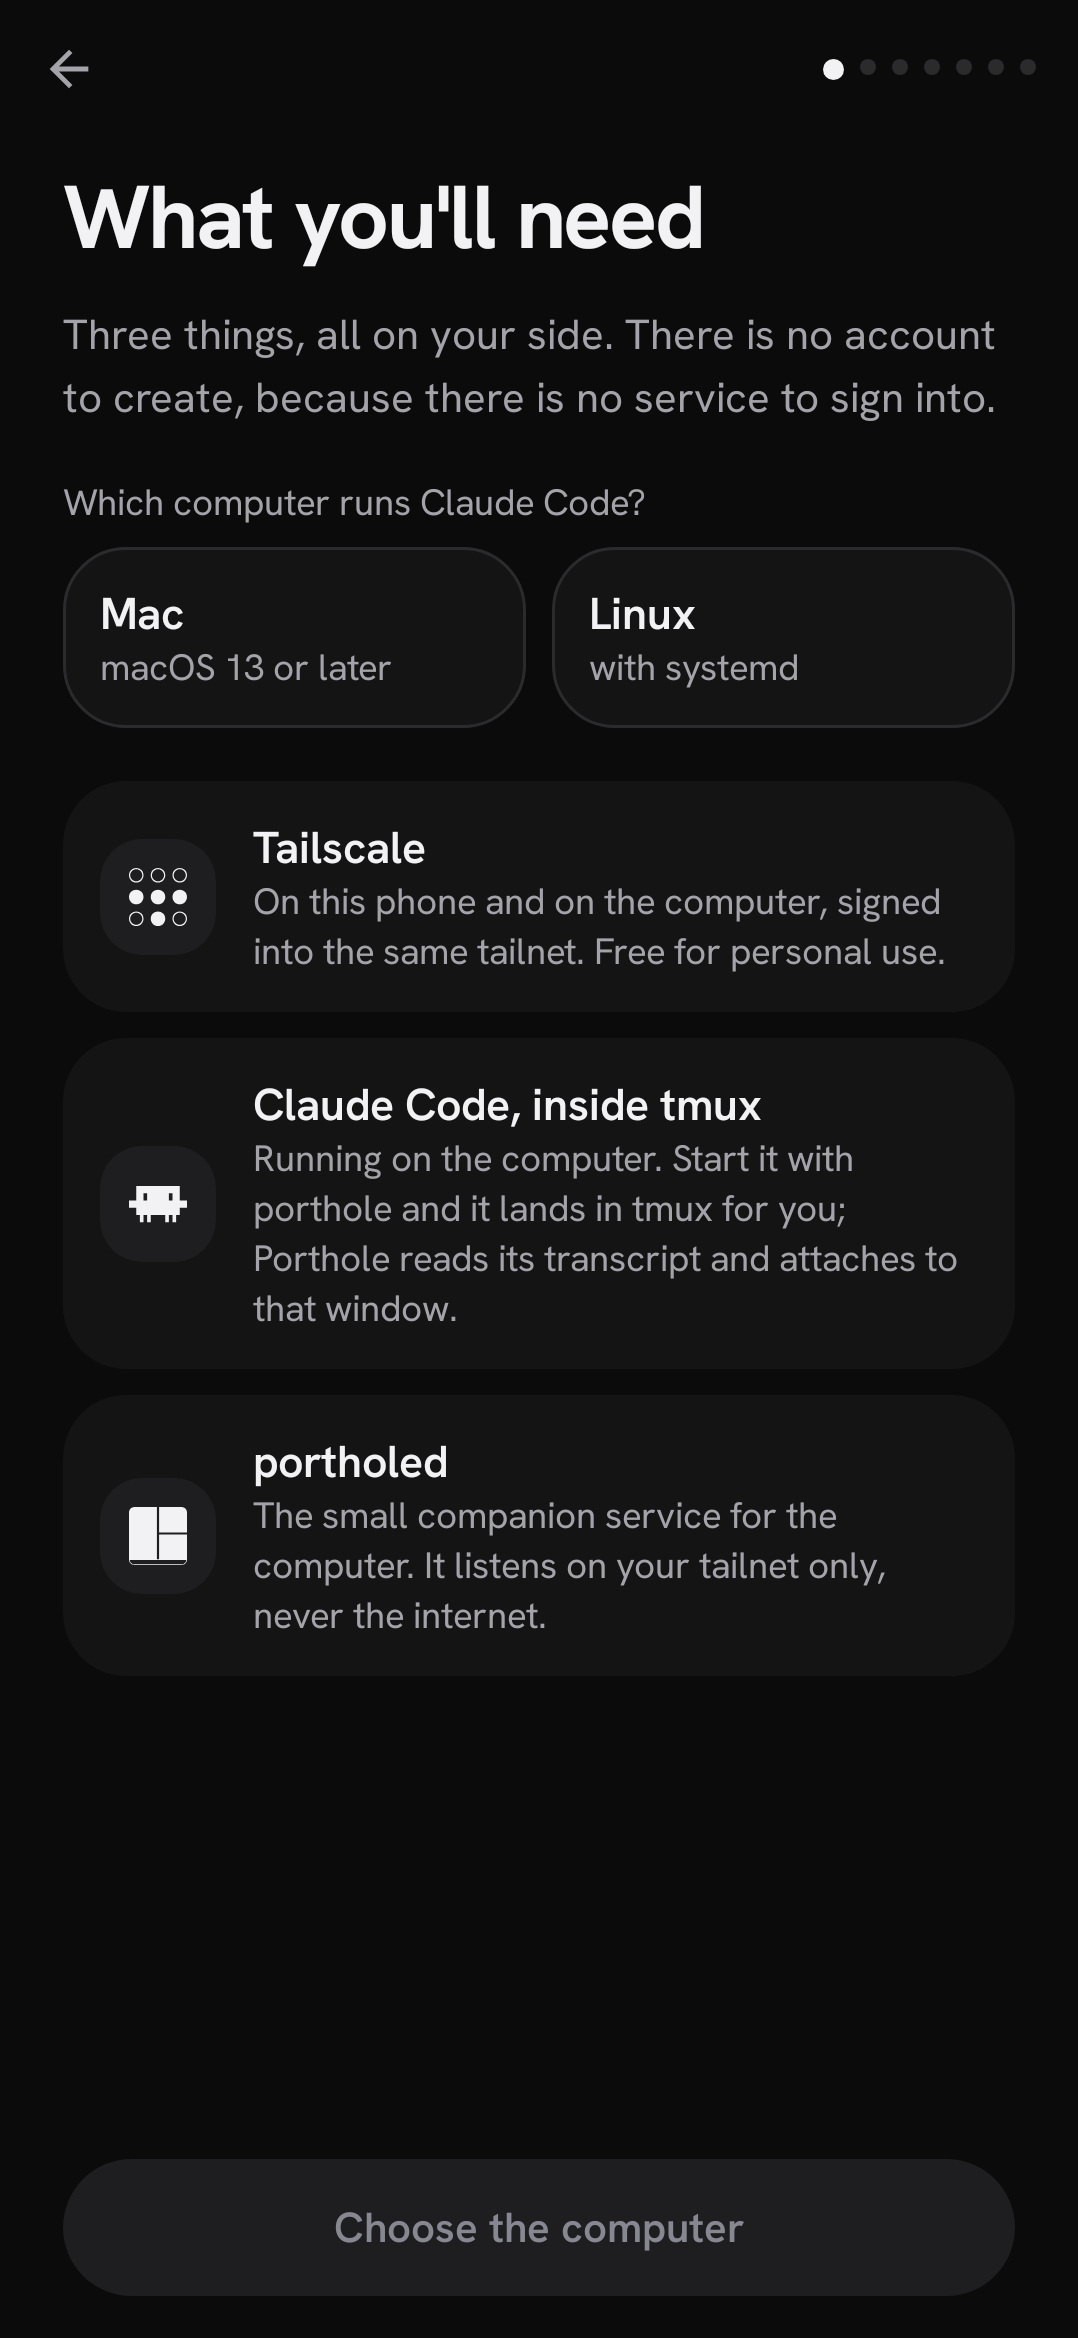 What you'll need
Three things, all on your side. There is no account
to create, because there is no service to sign into.
Which computer runs Claude Code?
Mac
macOS 13 or later
Linux
with systemd
Tailscale
On this phone and on the computer, signed
into the same tailnet. Free for personal use.
Claude Code, inside tmux
Running on the computer. Start it with
porthole and it lands in tmux for you;
Porthole reads its transcript and attaches to
that window.
portholed
The small companion service for the
computer. It listens on your tailnet only,
never the internet.
Choose the computer